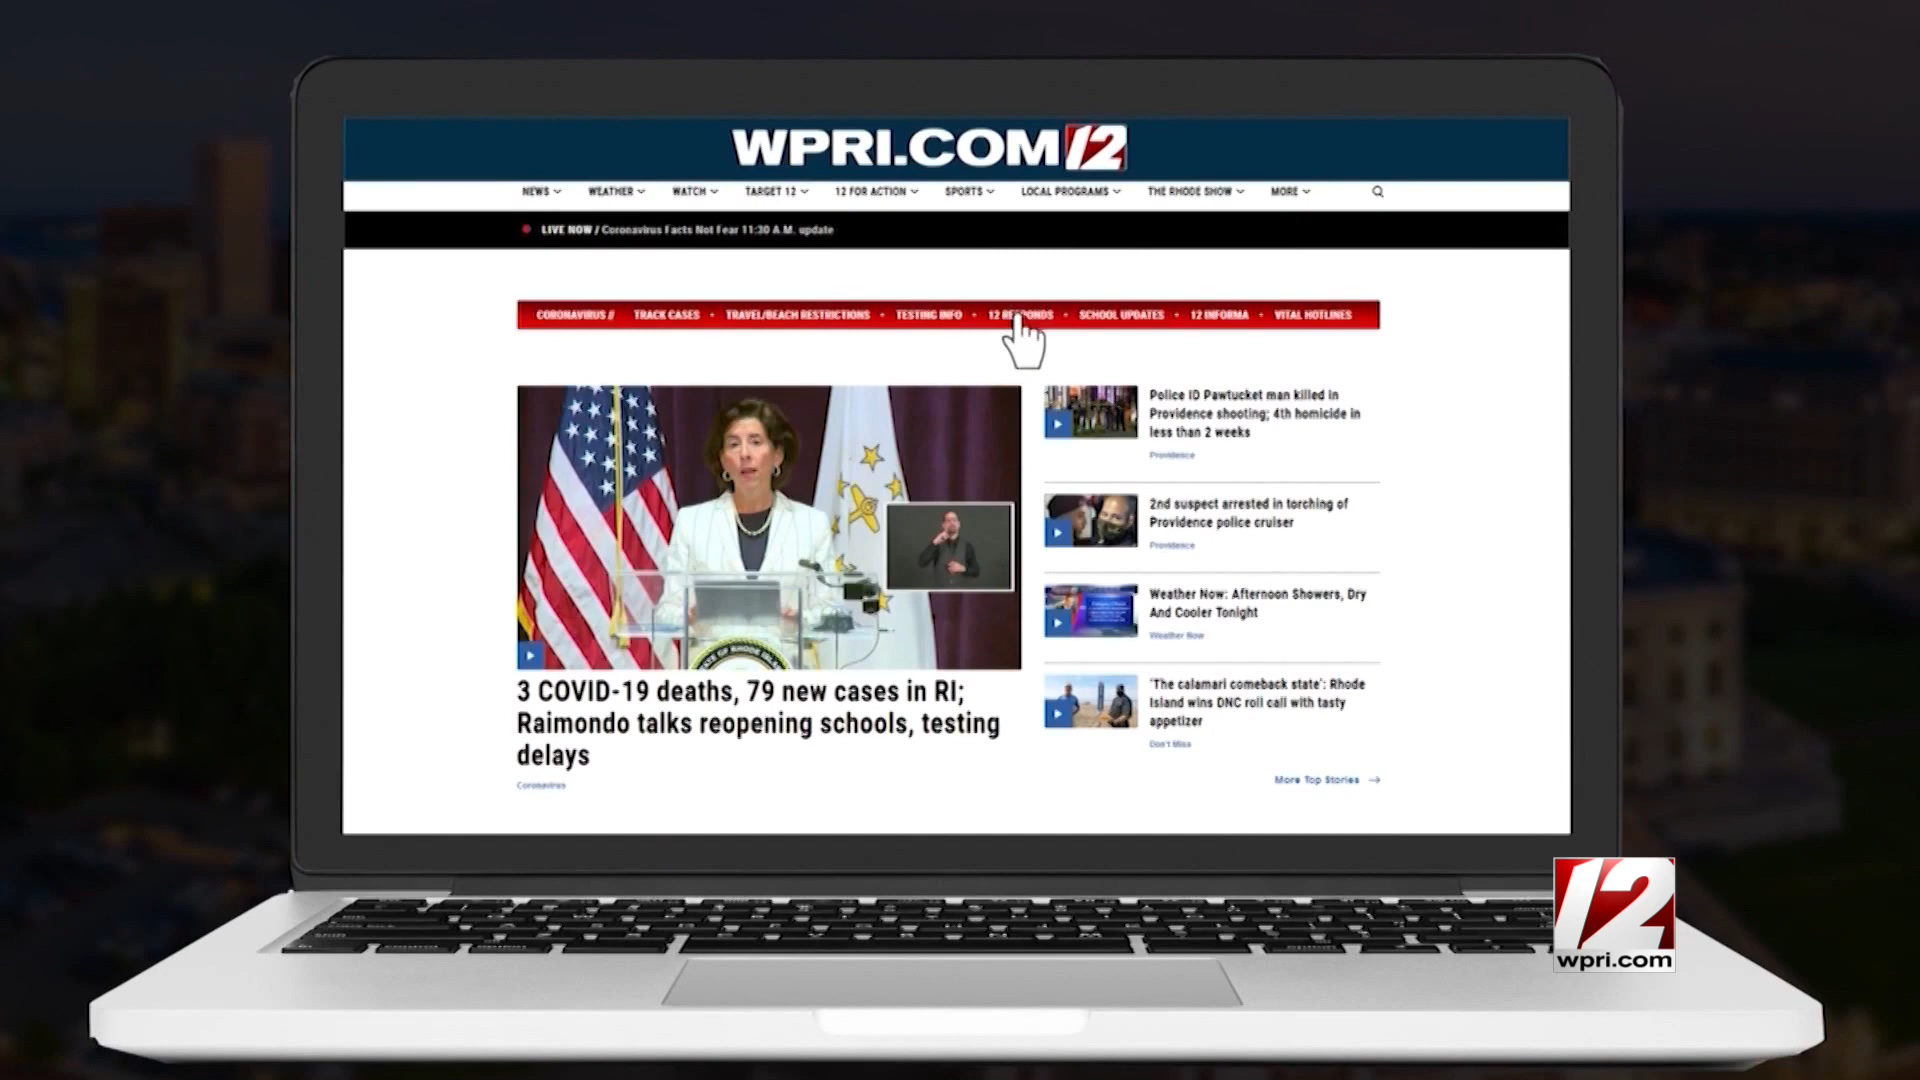 WPRI.COM 12
NEWS WEATHER WATCH TARGET 12 12 FOR ACTION SPORTS LOCAL PROGRAMS THE RHODE SHOW MORE
LIVE NOW / Coronavirus Facts Not Fear 11:30 A.M. update
CORONAVIRUS // TRACK CASES • TRAVEL/BEACH RESTRICTIONS • TESTING INFO • 12 RESPONDS • SCHOOL UPDATES • 12 INFORMA • VITAL HOTLINES
STATE OF RHODE
3 COVID-19 deaths, 79 new cases in RI;
Raimondo talks reopening schools, testing
delays
Coronavirus
Police ID Pawtucket man killed in
Providence shooting; 4th homicide in
less than 2 weeks
Providence
2nd suspect arrested in torching of
Providence police cruiser
Providence
Weather Now: Afternoon Showers, Dry
And Cooler Tonight
Weather Now
'The calamari comeback state': Rhode
Island wins DNC roll call with tasty
appetizer
Don't Miss
More Top Stories →
12
wpri.com